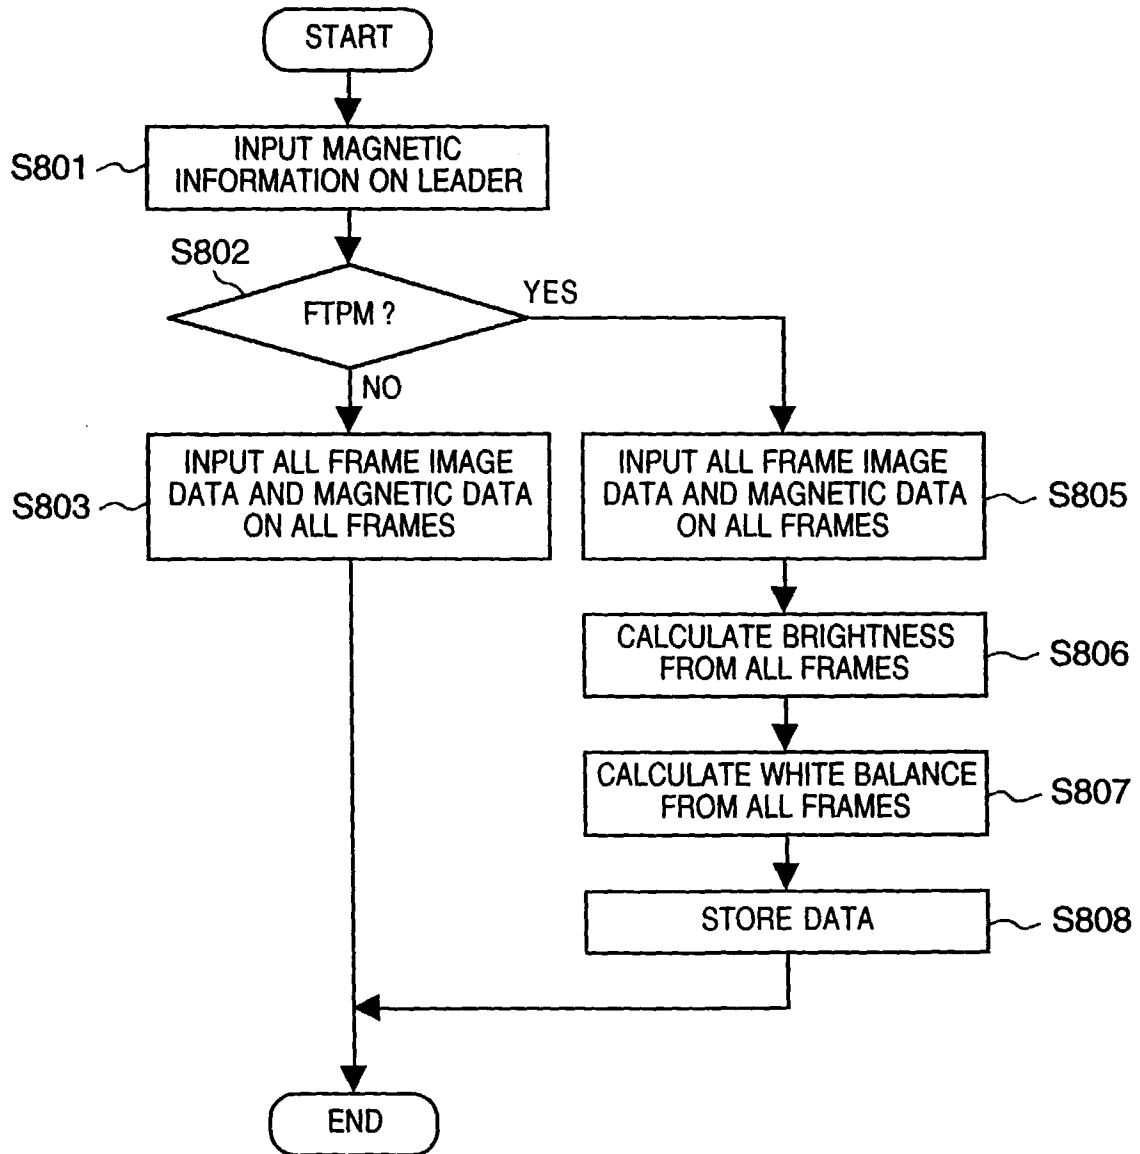 START
S801
INPUT MAGNETIC
INFORMATION ON LEADER
S802
FTPM ?
YES
NO
S803
INPUT ALL FRAME IMAGE
DATA AND MAGNETIC DATA
ON ALL FRAMES
INPUT ALL FRAME IMAGE
DATA AND MAGNETIC DATA
ON ALL FRAMES
S805
CALCULATE BRIGHTNESS
FROM ALL FRAMES
S806
CALCULATE WHITE BALANCE
FROM ALL FRAMES
S807
STORE DATA
S808
END